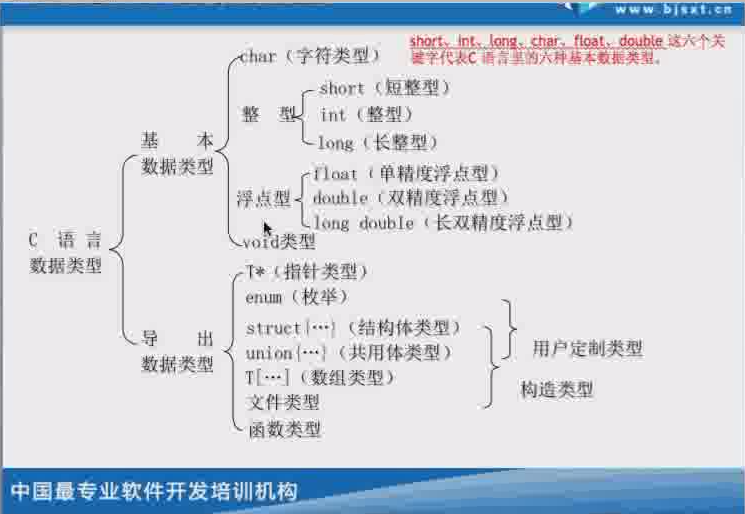 www.bjsxt.cn
short、int、long、char、float、double 这六个关
键字代表C 语言里的六种基本数据类型。
char（字符类型）
short（短整型）
整 型
int（整型）
long（长整型）
基 本
数据类型
float（单精度浮点型）
浮点型
double（双精度浮点型）
long double（长双精度浮点型）
void类型
C 语言
数据类型
T*（指针类型）
enum（枚举）
struct{…}（结构体类型）
导 出
数据类型
union{…}（共用体类型）
用户定制类型
T[…]（数组类型）
构造类型
文件类型
函数类型
中国最专业软件开发培训机构